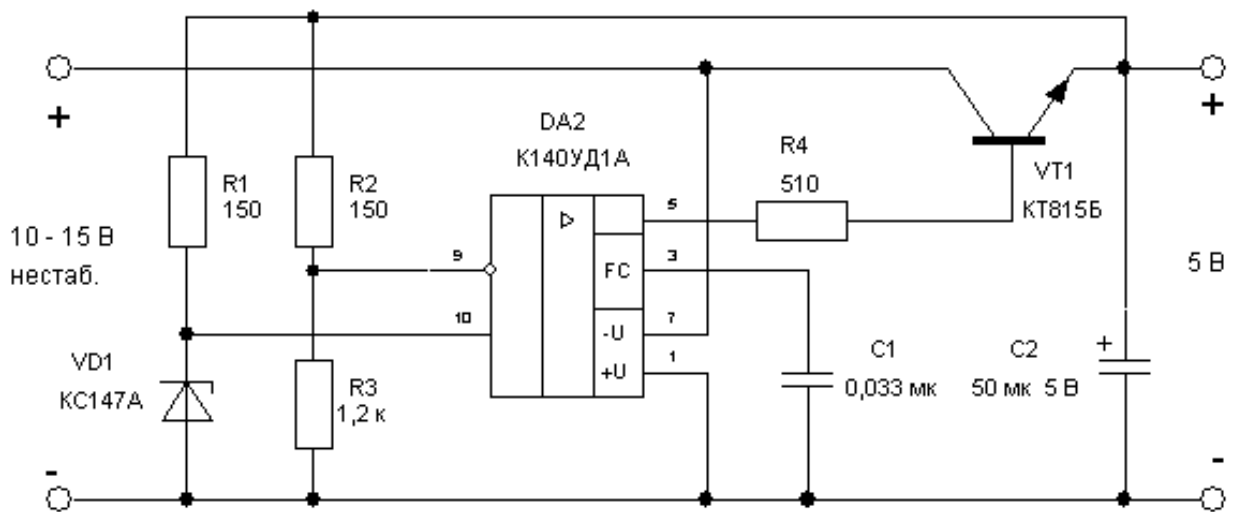 +
+
DA2
К140УД1А
R4
510
VT1
КТ815Б
R1
150
R2
150
10 - 15 В
нестаб.
5 В
9
10
5
3
7
1
FC
-U
+U
VD1
КС147А
R3
1,2 к
C1
0,033 мк
C2
50 мк 5 В
+
-
-